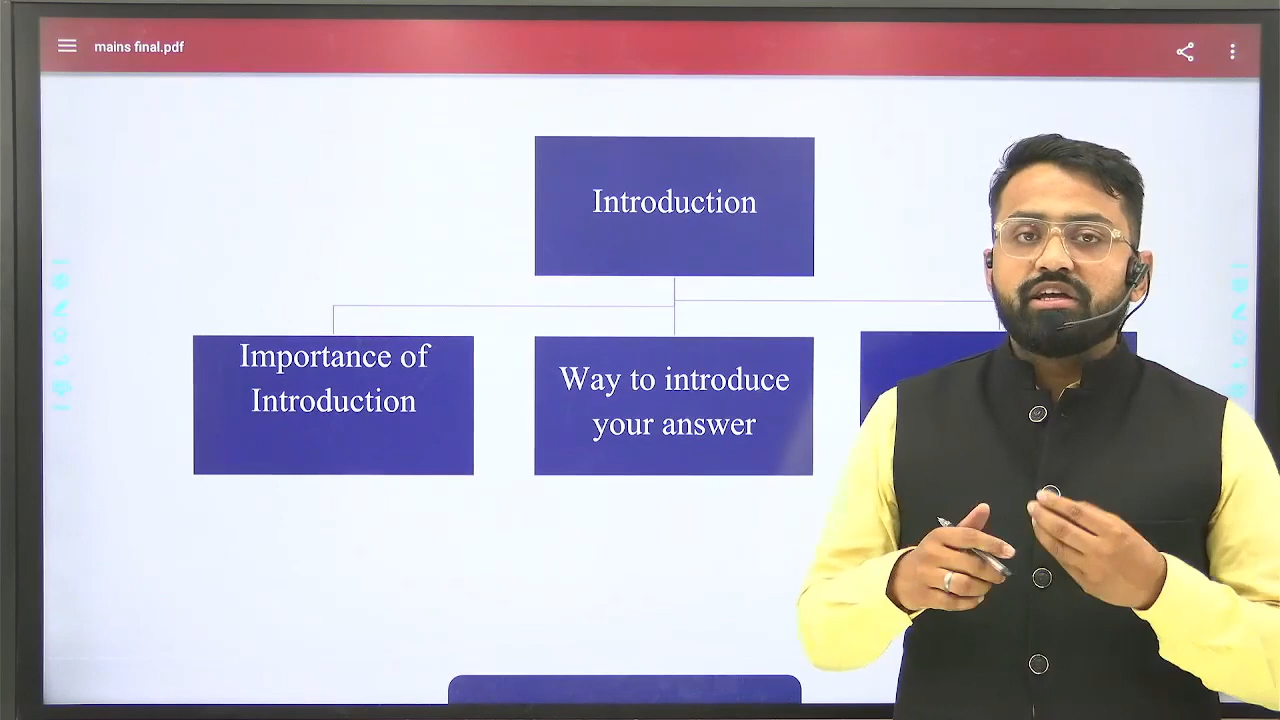 mains final.pdf
Introduction
Importance of
Introduction
Way to introduce
your answer